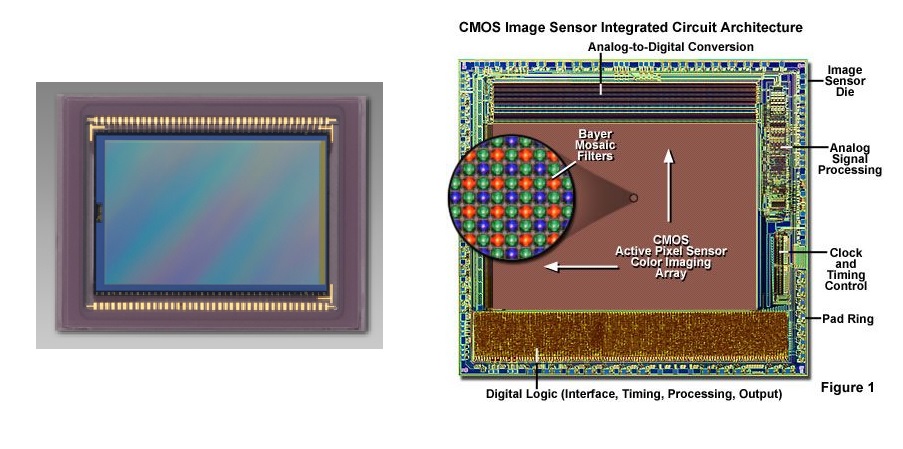 CMOS Image Sensor Integrated Circuit Architecture
Analog-to-Digital Conversion
Image
Sensor
Die
Bayer
Mosaic
Filters
Analog
Signal
Processing
CMOS
Active Pixel Sensor
Color Imaging
Array
Clock
and
Timing
Control
Pad Ring
Figure 1
Digital Logic (Interface, Timing, Processing, Output)